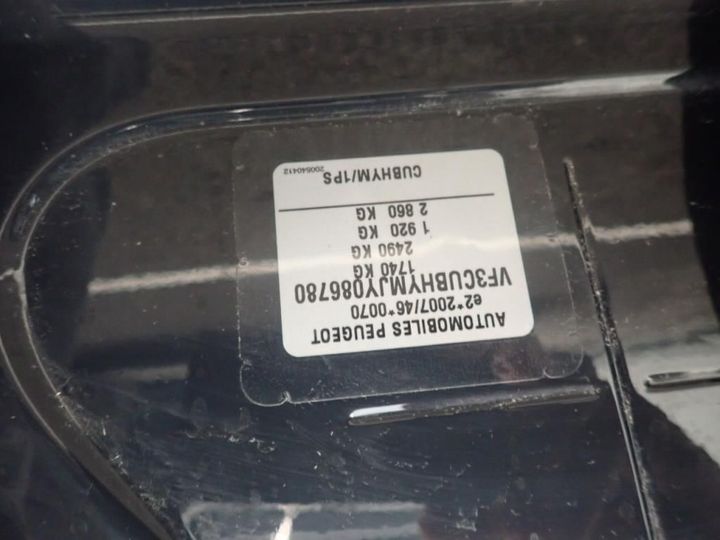 AUTOMOBILES PEUGEOT
e2*2007/46*0070
VF3CUBHYMJY086780
1740 KG
2490 KG
1 920 KG
2 860 KG
CUBHYM/1PS
200640412